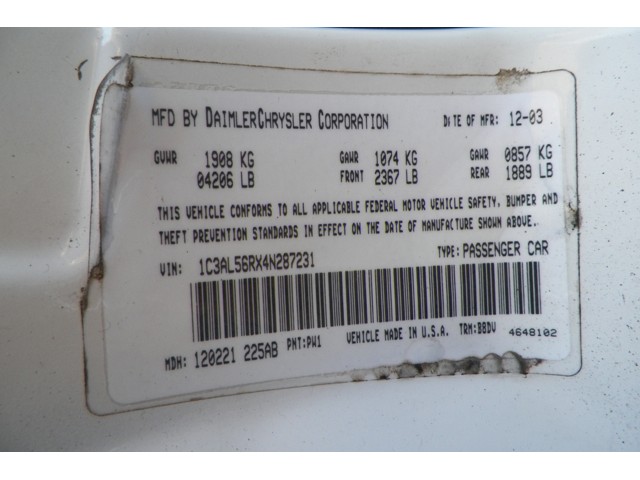 MFD BY DAIMLERCHRYSLER CORPORATION DATE OF MFR: 12-03
GVWR 1908 KG GAWR 1074 KG GAWR 0857 KG
04206 LB FRONT 2367 LB REAR 1889 LB
THIS VEHICLE CONFORMS TO ALL APPLICABLE FEDERAL MOTOR VEHICLE SAFETY, BUMPER AND
THEFT PREVENTION STANDARDS IN EFFECT ON THE DATE OF MANUFACTURE SHOWN ABOVE.
VIN: 1C3AL56RX4N287231 TYPE: PASSENGER CAR
MDH: 120221 225AB PNT: PW1 VEHICLE MADE IN U.S.A. TRM: BBDV 4648102